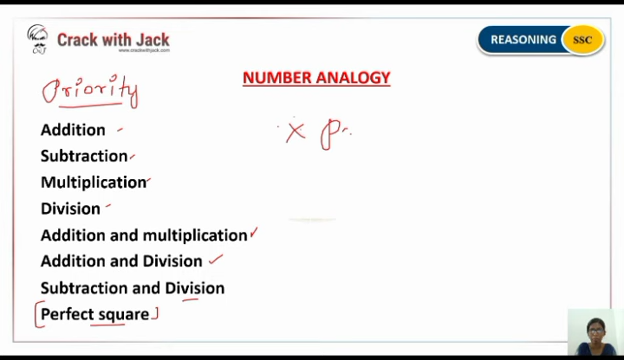 Crack with Jack
www.crackwithjack.com
REASONING SSC
NUMBER ANALOGY
Priority
Addition
Subtraction
Multiplication
Division
Addition and multiplication
Addition and Division
Subtraction and Division
[Perfect square]